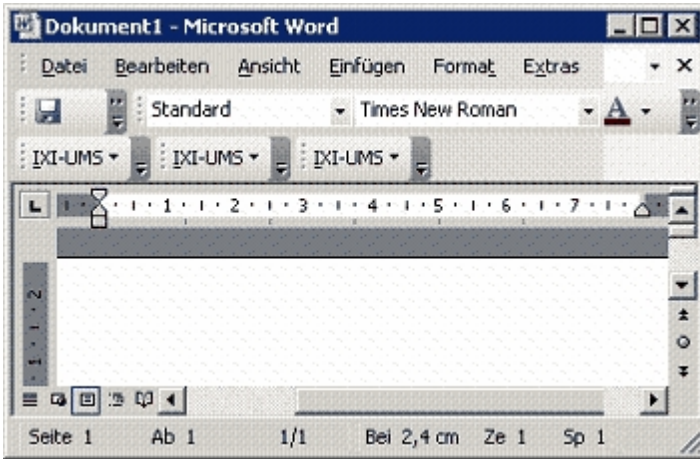 Dokument1 - Microsoft Word
Datei Bearbeiten Ansicht Einfügen Format Extras
Standard Times New Roman A
IXI-UMS IXI-UMS IXI-UMS
L 1 2 3 4 5 6 7
2
1
Seite 1 Ab 1 1/1 Bei 2,4 cm Ze 1 Sp 1